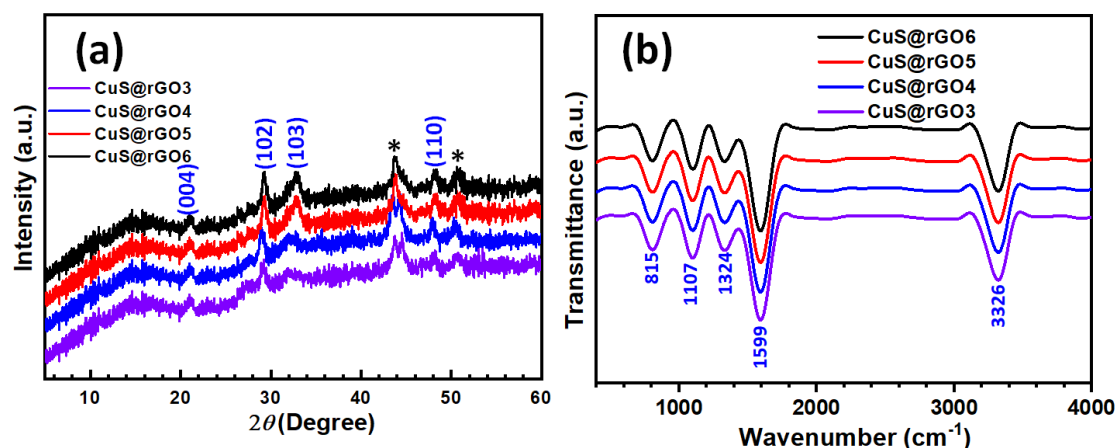 (a)
CuS@rGO3
CuS@rGO4
CuS@rGO5
CuS@rGO6
(004)
(102)
(103)
*
(110)
*
Intensity (a.u.)
10
20
30
40
50
60
2θ (Degree)
(b)
CuS@rGO6
CuS@rGO5
CuS@rGO4
CuS@rGO3
Transmittance (a.u.)
815
1107
1324
1599
3326
1000
2000
3000
4000
Wavenumber (cm⁻¹)